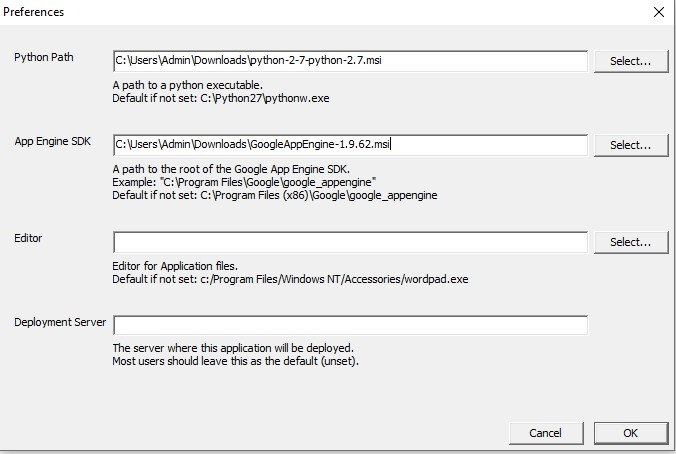 Preferences
Python Path
C:\Users\Admin\Downloads\python-2-7-python-2.7.msi
Select...
A path to a python executable.
Default if not set: C:\Python27\pythonw.exe
App Engine SDK
C:\Users\Admin\Downloads\GoogleAppEngine-1.9.62.msi
Select...
A path to the root of the Google App Engine SDK.
Example: "C:\Program Files\Google\google_appengine"
Default if not set: C:\Program Files (x86)\Google\google_appengine
Editor
Select...
Editor for Application files.
Default if not set: c:/Program Files/Windows NT/Accessories/wordpad.exe
Deployment Server
The server where this application will be deployed.
Most users should leave this as the default (unset).
Cancel
OK